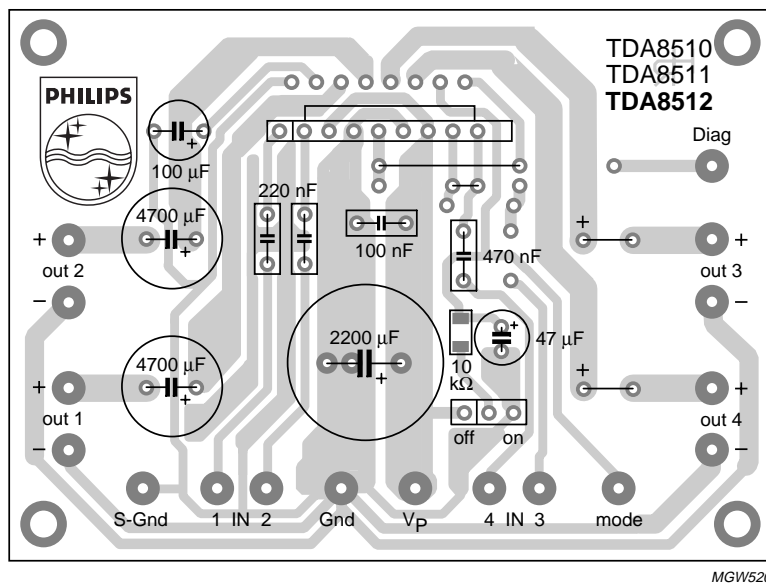 TDA8510
TDA8511
TDA8512
PHILIPS
Diag
100 µF
220 nF
4700 µF
100 nF
470 nF
+
out 2
−
+
out 3
−
+
+
+
2200 µF
+
10
kΩ
+
47 µF
4700 µF
+
+
out 1
−
+
+
out 4
−
off on
S-Gnd
1 IN 2
Gnd
VP
4 IN 3
mode